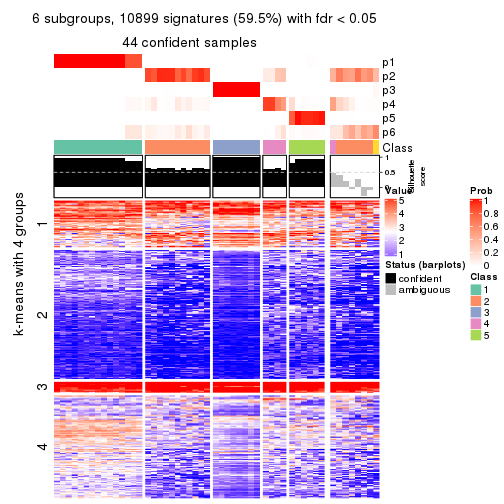 6 subgroups, 10899 signatures (59.5%) with fdr < 0.05
44 confident samples
p1
p2
p3
p4
p5
p6
Class
1
0.5
0
Silhouette
score
k-means with 4 groups
1
2
3
4
Value
5
4
3
2
1
Status (barplots)
confident
ambiguous
Prob
1
0.8
0.6
0.4
0.2
0
Class
1
2
3
4
5